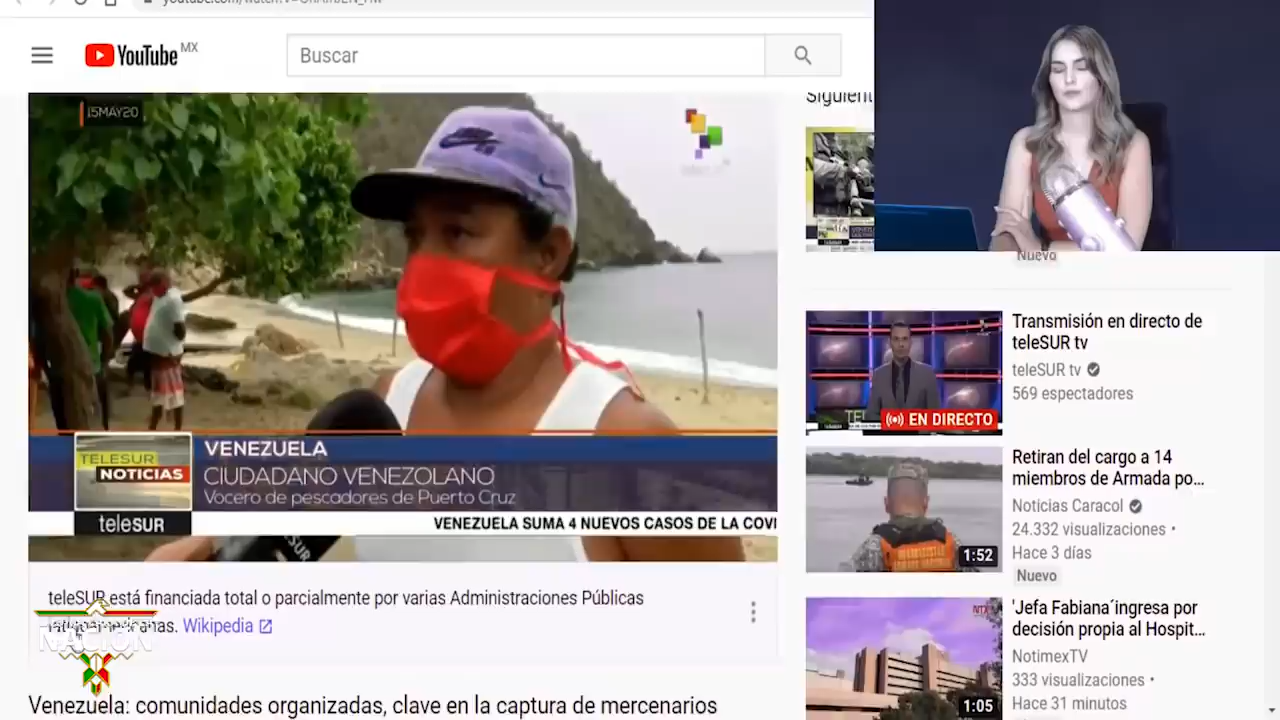 YouTube MX
Buscar
15MAY20
VENEZUELA
CIUDADANO VENEZOLANO
Vocero de pescadores de Puerto Cruz
TELESUR
NOTICIAS
teleSUR
VENEZUELA SUMA 4 NUEVOS CASOS DE LA COVI
teleSUR está financiada total o parcialmente por varias Administraciones Públicas
Wikipedia
NACIÓN
Venezuela: comunidades organizadas, clave en la captura de mercenarios
Siguient
Nuevo
Transmisión en directo de
teleSUR tv
teleSUR tv
569 espectadores
EN DIRECTO
Retiran del cargo a 14
miembros de Armada po...
Noticias Caracol
24.332 visualizaciones •
Hace 3 días
Nuevo
1:52
'Jefa Fabiana´ingresa por
decisión propia al Hospit...
NotimexTV
333 visualizaciones •
Hace 31 minutos
NTX
1:05